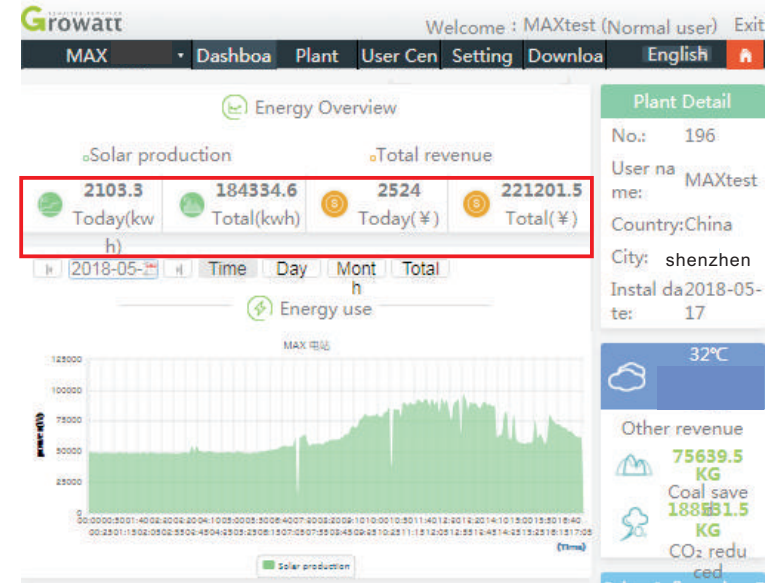 Growatt
Welcome : MAXtest (Normal user) Exit
MAX Dashboa Plant User Cen Setting Downloa English
Energy Overview
Solar production
Total revenue
2103.3
Today(kw
h)
184334.6
Total(kwh)
2524
Today(¥)
221201.5
Total(¥)
2018-05-2
Time Day Mont Total
h
Energy use
MAX 电站
125000
100000
75000
50000
25000
0
power(W)
(Time)
Solar production
Plant Detail
No.: 196
User na
me:
MAXtest
Country:China
City: shenzhen
Instal da2018-05-
te: 17
32℃
Other revenue
75639.5
KG
Coal save
KG
CO₂ redu
ced